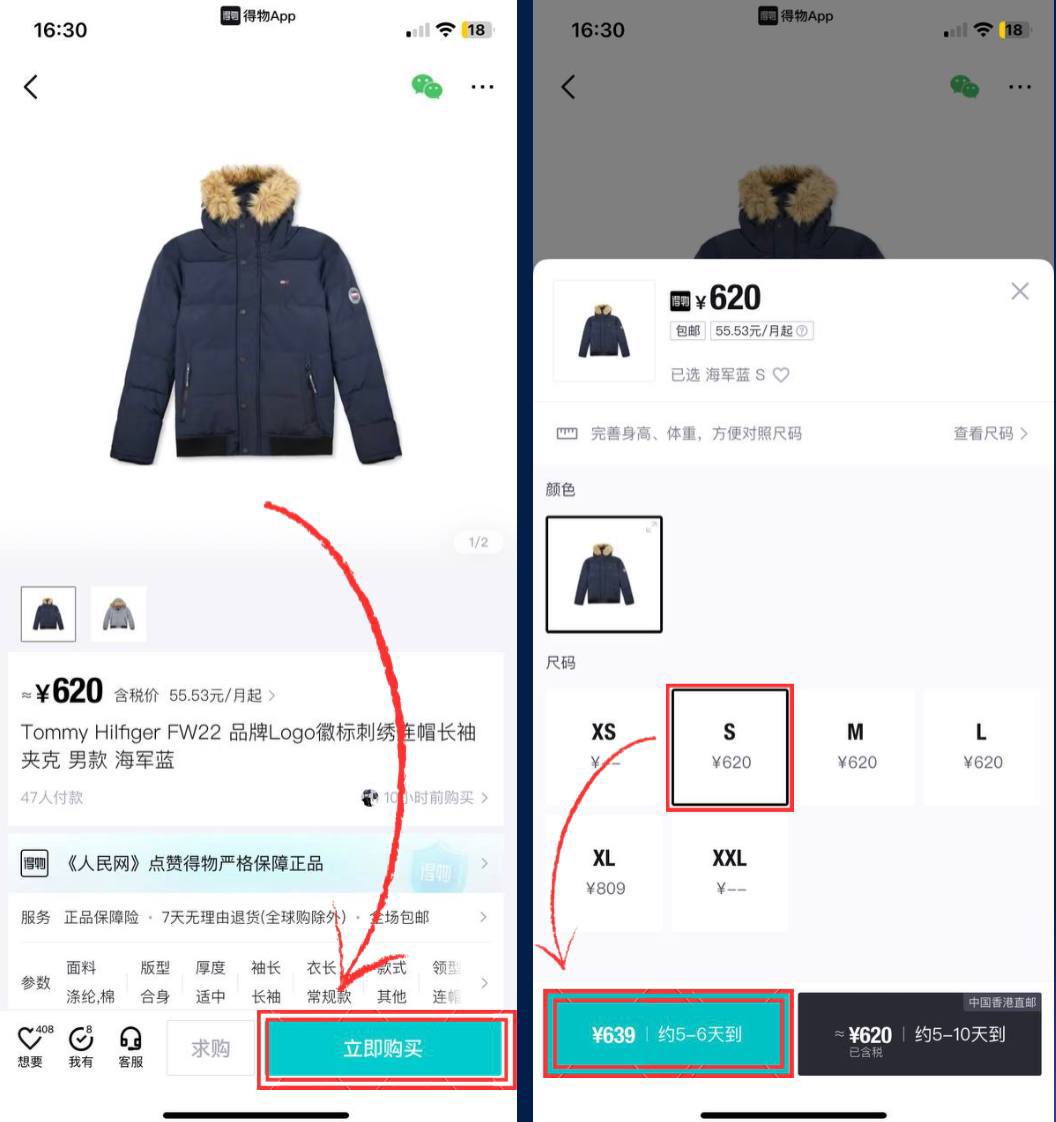 得物App
16:30
18
1/2
≈¥620 含税价 55.53元/月起
Tommy Hilfiger FW22 品牌Logo徽标刺绣连帽长袖
夹克 男款 海军蓝
47人付款
10小时前购买
得物 《人民网》点赞得物严格保障正品
得物
服务 正品保障险 · 7天无理由退货(全球购除外) · 全场包邮
参数
面料 版型 厚度 袖长 衣长 款式 领型
涤纶,棉 合身 适中 长袖 常规款 其他 连帽
408
8
想要 我有 客服
求购
立即购买
得物App
16:30
18
得物 ¥620
包邮 55.53元/月起
已选 海军蓝 S
完善身高、体重，方便对照尺码 查看尺码
颜色
尺码
XS S M L
¥-- ¥620 ¥620 ¥620
XL XXL
¥809 ¥--
中国香港直邮
¥639 约5-6天到
≈¥620 约5-10天到
已含税